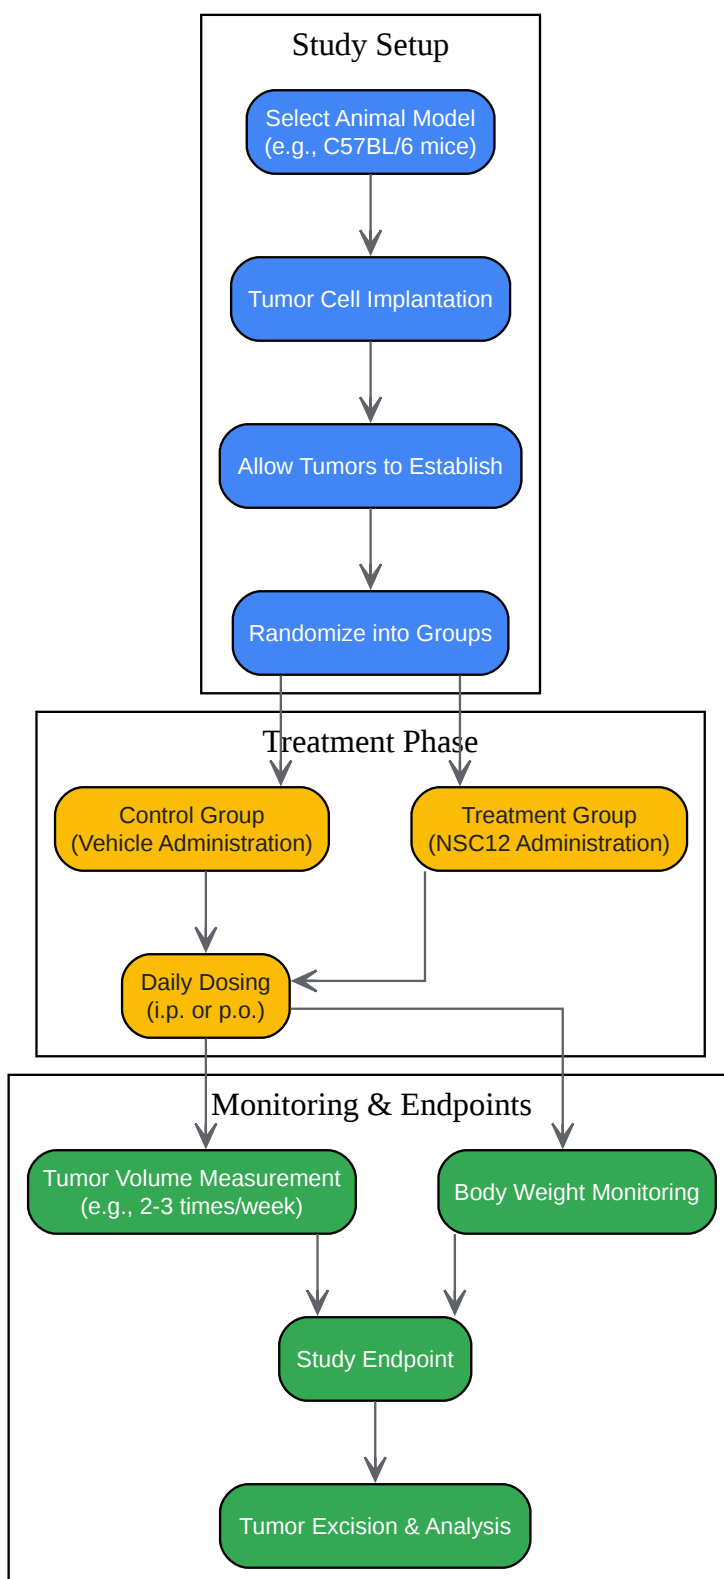 Study Setup
Select Animal Model
(e.g., C57BL/6 mice)
Tumor Cell Implantation
Allow Tumors to Establish
Randomize into Groups
Treatment Phase
Control Group
(Vehicle Administration)
Treatment Group
(NSC12 Administration)
Daily Dosing
(i.p. or p.o.)
Monitoring & Endpoints
Tumor Volume Measurement
(e.g., 2-3 times/week)
Body Weight Monitoring
Study Endpoint
Tumor Excision & Analysis